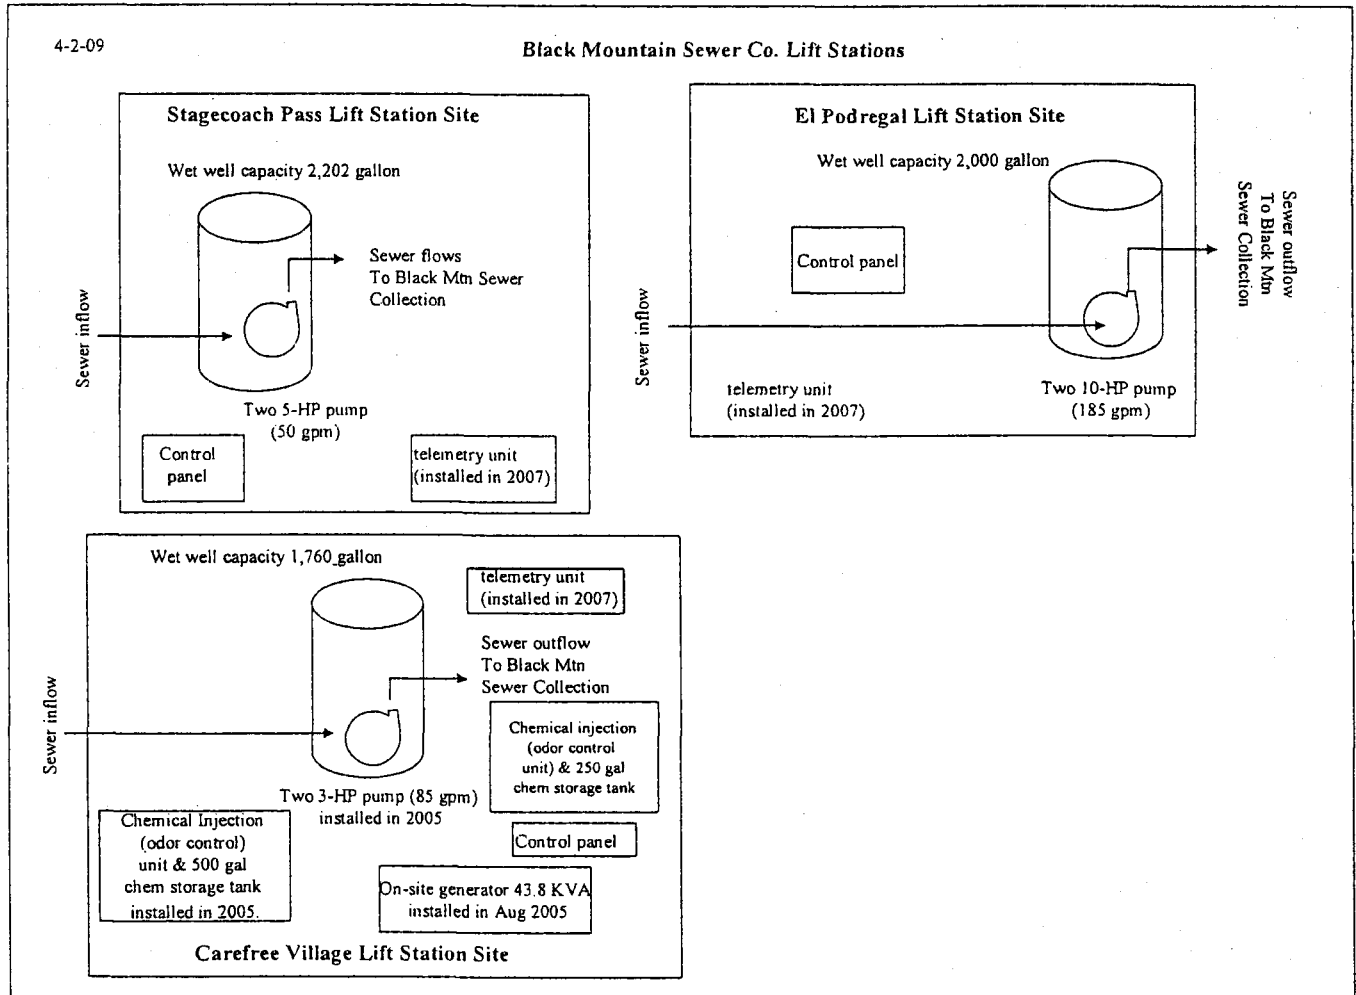 4-2-09
Black Mountain Sewer Co. Lift Stations
Stagecoach Pass Lift Station Site
Wet well capacity 2,202 gallon
Sewer flows
To Black Mtn Sewer
Collection
Sewer inflow
Two 5-HP pump
(50 gpm)
Control
panel
telemetry unit
(installed in 2007)
El Podregal Lift Station Site
Wet well capacity 2,000 gallon
Control panel
Sewer outflow
To Black Mtn
Sewer Collection
Sewer inflow
telemetry unit
(installed in 2007)
Two 10-HP pump
(185 gpm)
Wet well capacity 1,760 gallon
telemetry unit
(installed in 2007)
Sewer outflow
To Black Mtn
Sewer Collection
Sewer inflow
Chemical injection
(odor control
unit) & 250 gal
chem storage tank
Two 3-HP pump (85 gpm)
installed in 2005
Chemical Injection
(odor control)
unit & 500 gal
chem storage tank
installed in 2005.
Control panel
On-site generator 43.8 KVA
installed in Aug 2005
Carefree Village Lift Station Site